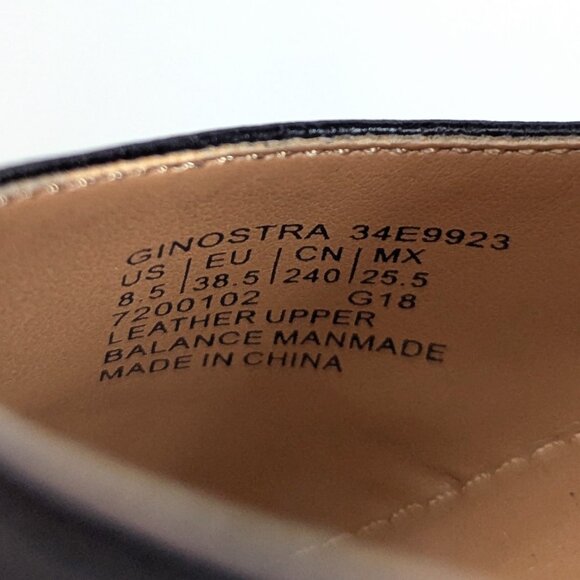 GINOSTRA 34E9923
US | EU | CN | MX
8.5 | 38.5 | 240 | 25.5
7200102 G18
LEATHER UPPER
BALANCE MANMADE
MADE IN CHINA